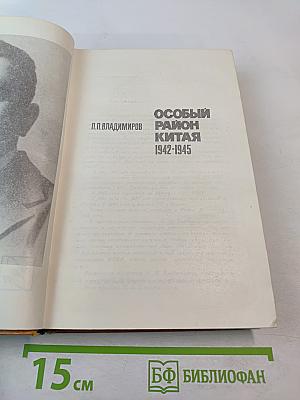 П.П.ВЛАДИМИРОВ
ОСОБЫЙ
РАЙОН
КИТАЯ
1942-1945
15 см
БФ БИБЛИОФАН